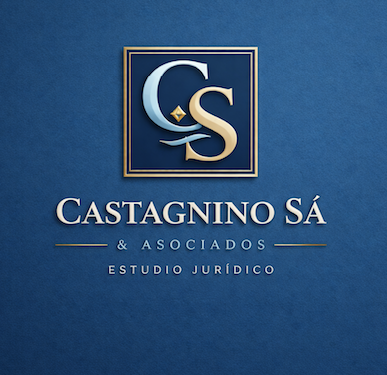 CS
CASTAGNINO SÁ
& ASOCIADOS
ESTUDIO JURÍDICO